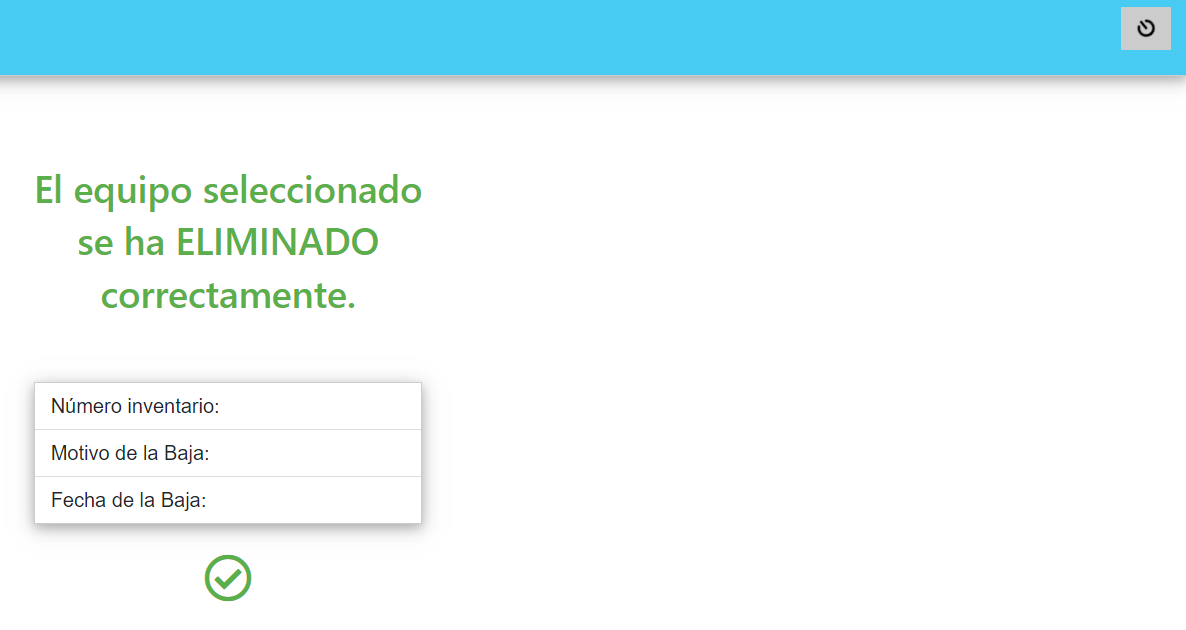 El equipo seleccionado
se ha ELIMINADO
correctamente.
Número inventario:
Motivo de la Baja:
Fecha de la Baja: